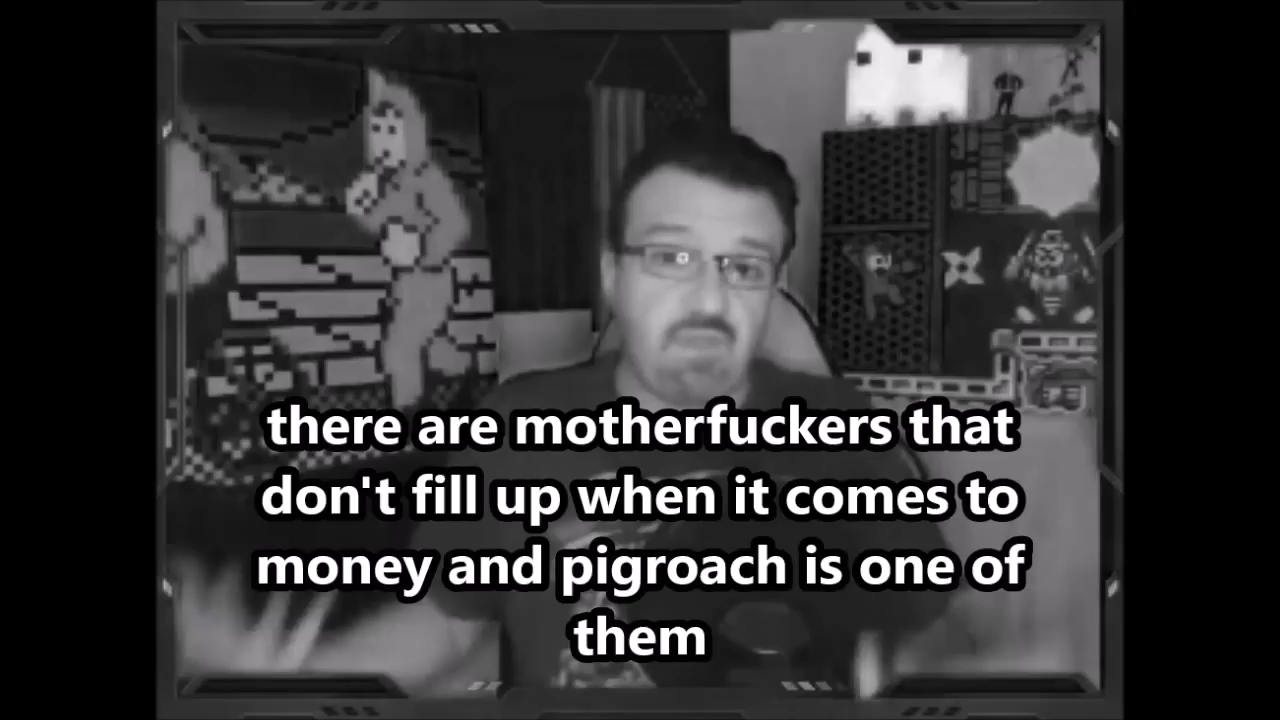 there are motherfuckers that
don't fill up when it comes to
money and pigroach is one of
them